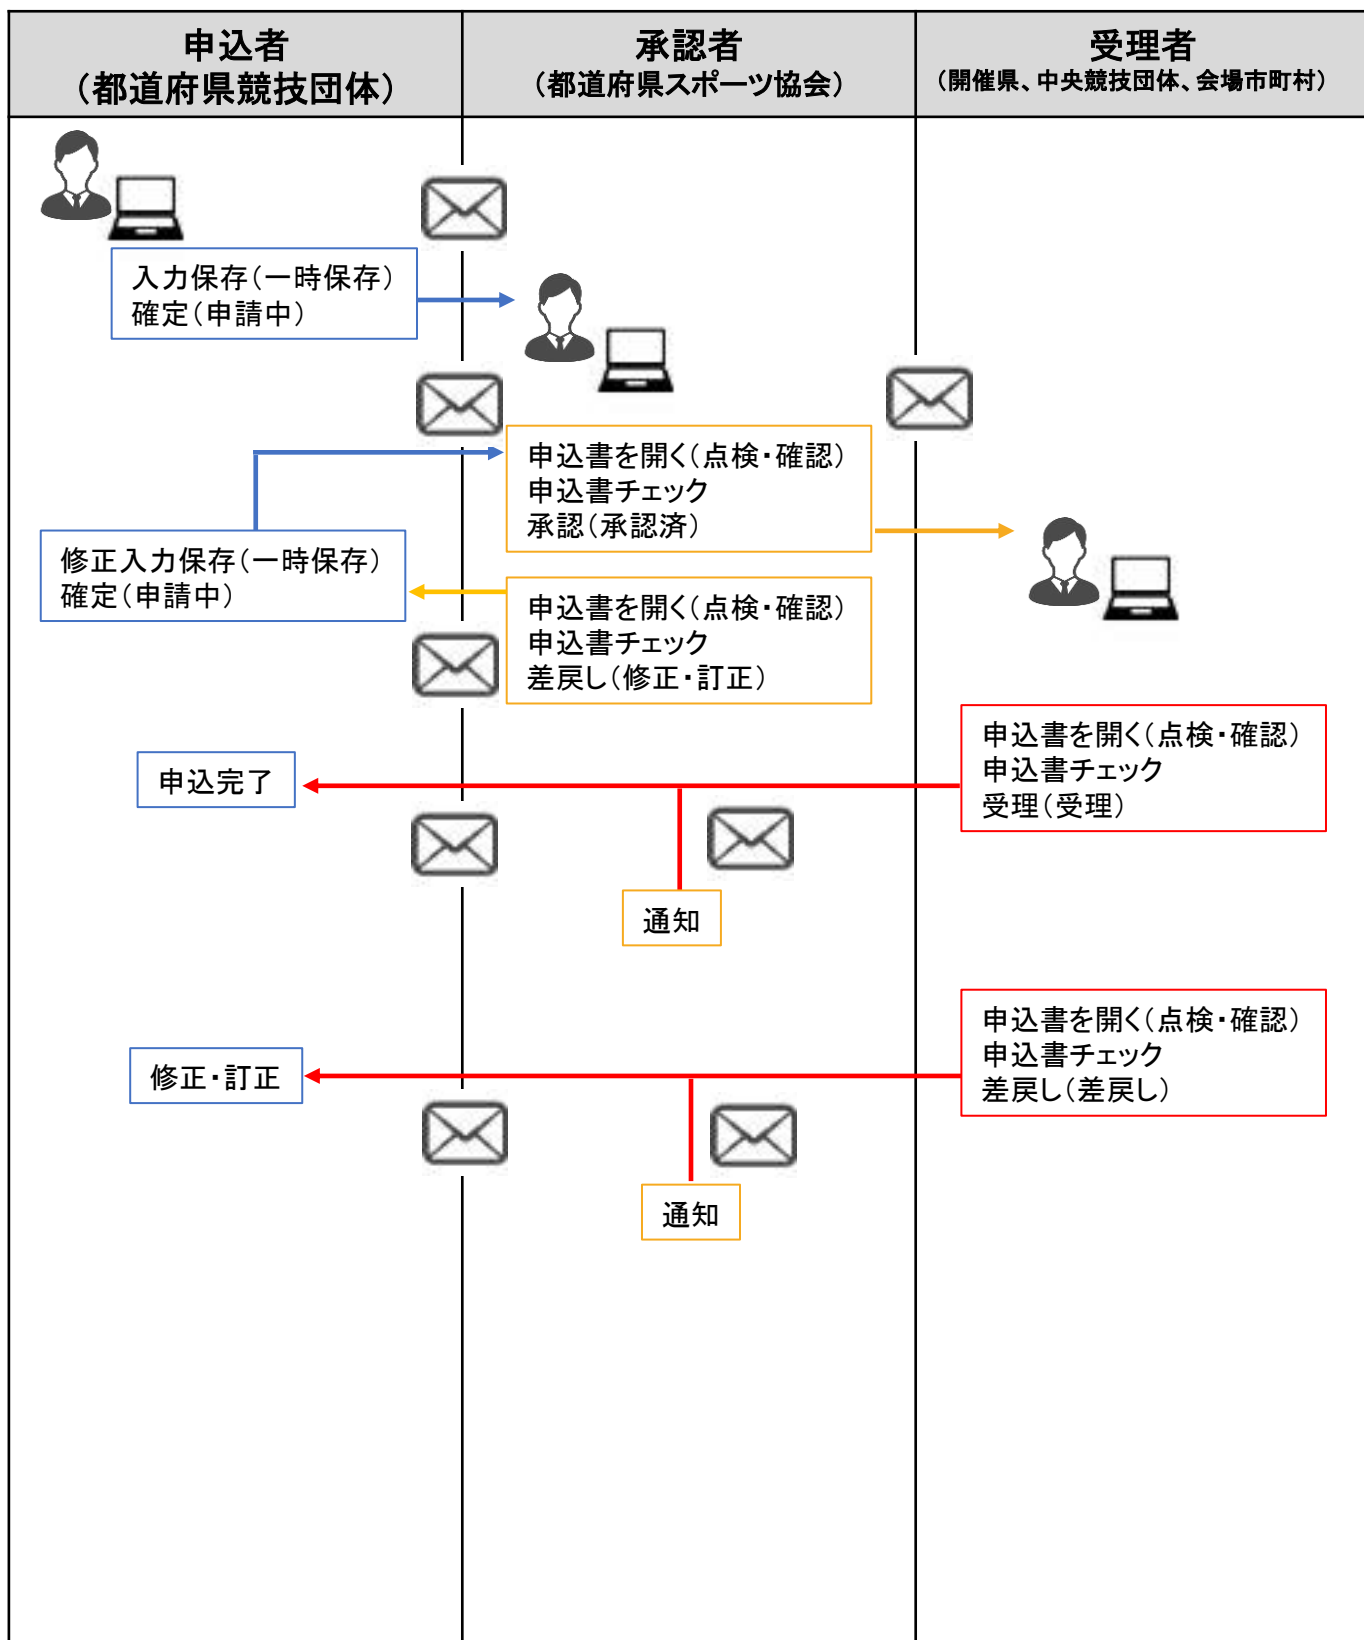 申込者
（都道府県競技団体）
承認者
（都道府県スポーツ協会）
受理者
（開催県、中央競技団体、会場市町村）
入力保存（一時保存）
確定（申請中）
申込書を開く（点検・確認）
申込書チェック
承認（承認済）
修正入力保存（一時保存）
確定（申請中）
申込書を開く（点検・確認）
申込書チェック
差戻し（修正・訂正）
申込書を開く（点検・確認）
申込書チェック
受理（受理）
申込完了
通知
申込書を開く（点検・確認）
申込書チェック
差戻し（差戻し）
修正・訂正
通知